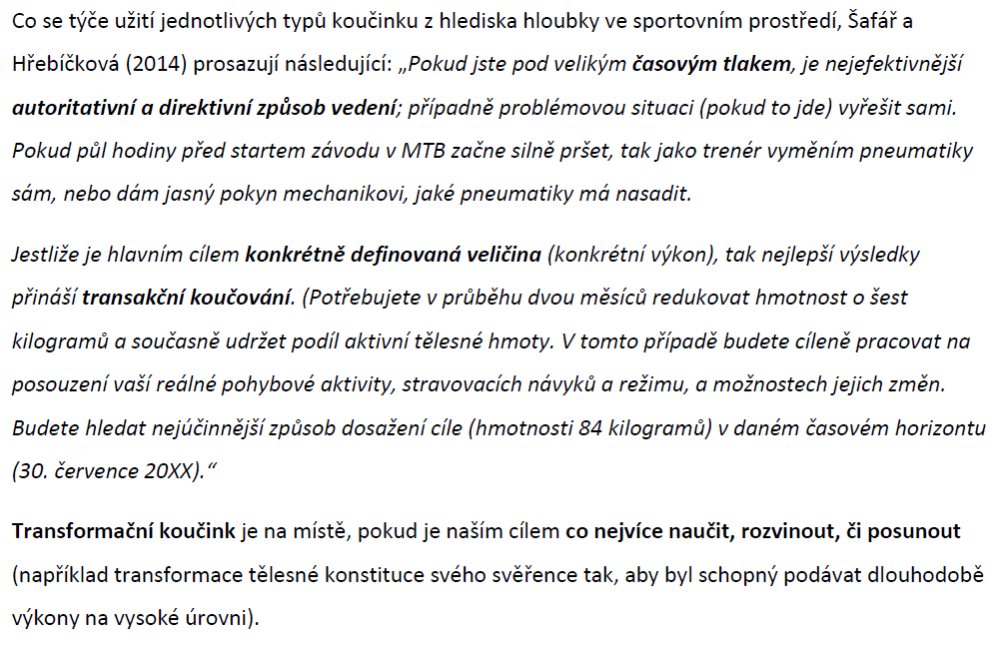 Co se týče užití jednotlivých typů koučinku z hlediska hloubky ve sportovním prostředí, Šafář a
Hřebíčková (2014) prosazují následující: „Pokud jste pod velikým časovým tlakem, je nejefektivnější
autoritativní a direktivní způsob vedení; případně problémovou situaci (pokud to jde) vyřešit sami.
Pokud půl hodiny před startem závodu v MTB začne silně pršet, tak jako trenér vyměním pneumatiky
sám, nebo dám jasný pokyn mechanikovi, jaké pneumatiky má nasadit.
Jestliže je hlavním cílem konkrétně definovaná veličina (konkrétní výkon), tak nejlepší výsledky
přináší transakční koučování. (Potřebujete v průběhu dvou měsíců redukovat hmotnost o šest
kilogramů a současně udržet podíl aktivní tělesné hmoty. V tomto případě budete cíleně pracovat na
posouzení vaší reálné pohybové aktivity, stravovacích návyků a režimu, a možnostech jejich změn.
Budete hledat nejúčinnější způsob dosažení cíle (hmotnosti 84 kilogramů) v daném časovém horizontu
(30. července 20XX).“
Transformační koučink je na místě, pokud je naším cílem co nejvíce naučit, rozvinout, či posunout
(například transformace tělesné konstituce svého svěřence tak, aby byl schopný podávat dlouhodobě
výkony na vysoké úrovni).